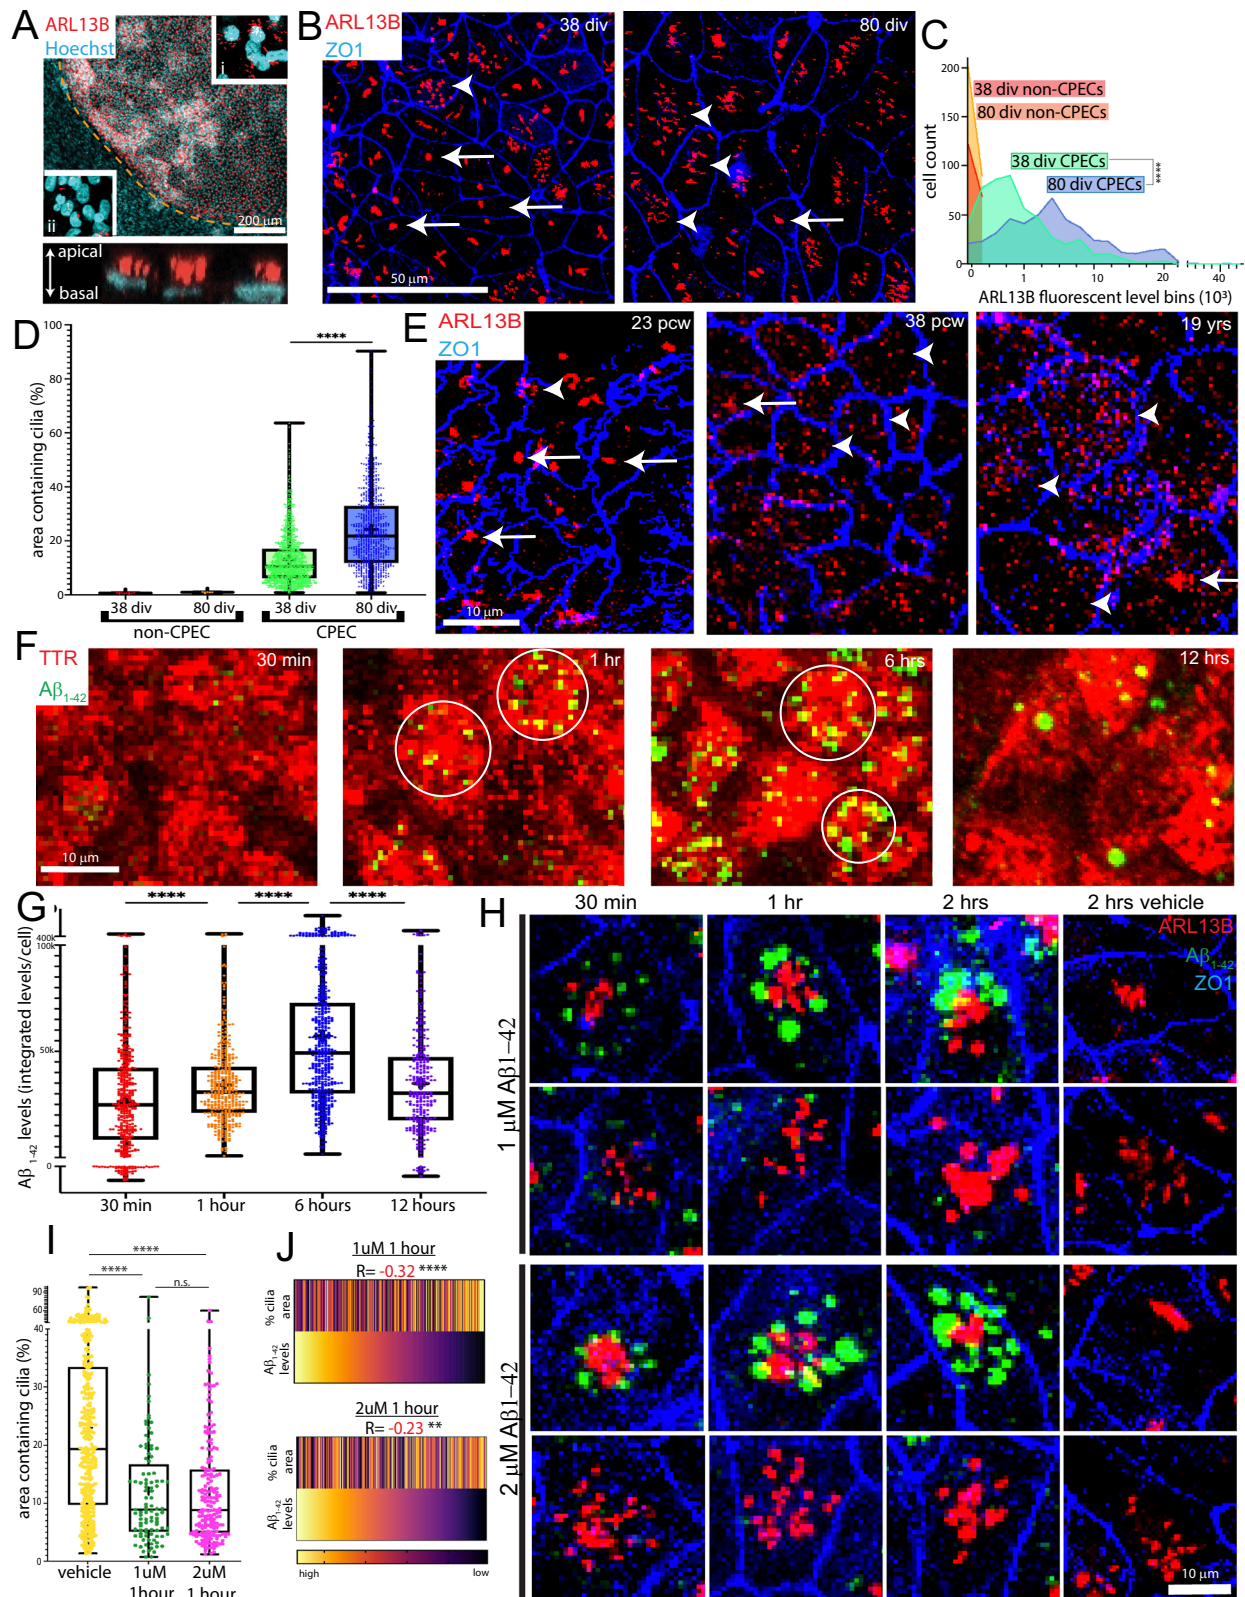 A
ARL13B
Hoechst
i
ii
200 µm
apical
basal
B
ARL13B
ZO1
38 div
80 div
50 µm
C
200
150
100
50
0
cell count
38 div non-CPECs
80 div non-CPECs
38 div CPECs
80 div CPECs
****
0 1 10 20 40
ARL13B fluorescent level bins (10³)
D
100
80
60
40
20
0
area containing cilia (%)
****
38 div 80 div 38 div 80 div
non-CPEC CPEC
E
ARL13B
ZO1
23 pcw
38 pcw
19 yrs
10 µm
F
TTR
Aβ1-42
30 min
1 hr
6 hrs
12 hrs
10 µm
G
**** **** ****
400k
100k
50k
0
Aβ1-42 levels (integrated levels/cell)
30 min 1 hour 6 hours 12 hours
H
30 min 1 hr 2 hrs 2 hrs vehicle
ARL13B
Aβ1-42
ZO1
1 µM Aβ1–42
2 µM Aβ1–42
10 µm
I
****
**** n.s.
90
60
40
30
20
10
0
area containing cilia (%)
vehicle 1uM 2uM
1hour 1 hour
J
1uM 1 hour
R= -0.32 ****
% cilia
area
Aβ1-42
levels
2uM 1 hour
R= -0.23 **
% cilia
area
Aβ1-42
levels
high low